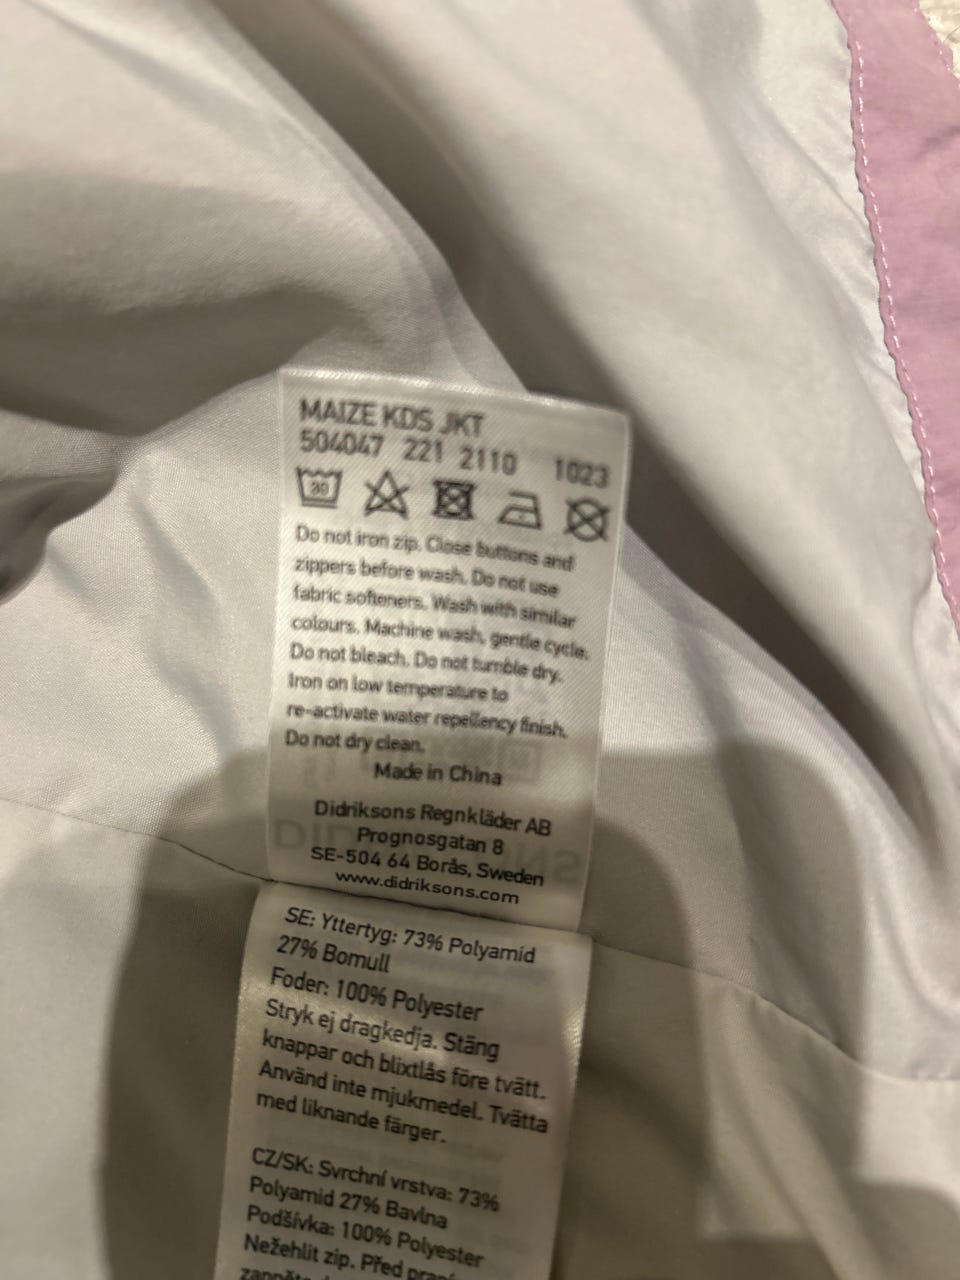 MAIZE KDS JKT
504047 221 2110 1023
30
Do not iron zip. Close buttons and
zippers before wash. Do not use
fabric softeners. Wash with similar
colours. Machine wash, gentle cycle.
Do not bleach. Do not tumble dry.
Iron on low temperature to
re-activate water repellency finish.
Do not dry clean.
Made in China
Didriksons Regnkläder AB
Prognosgatan 8
SE-504 64 Borås, Sweden
www.didriksons.com
SE: Yttertyg: 73% Polyamid
27% Bomull
Foder: 100% Polyester
Stryk ej dragkedja. Stäng
knappar och blixtlås före tvätt.
Använd inte mjukmedel. Tvätta
med liknande färger.
CZ/SK: Svrchní vrstva: 73%
Polyamid 27% Bavlna
Podšívka: 100% Polyester
Nežehlit zip. Před